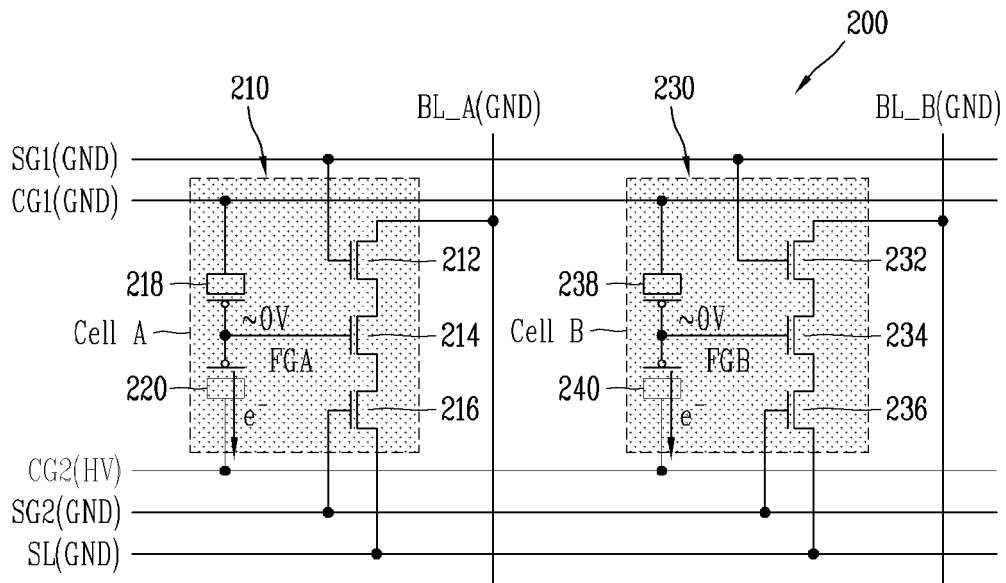 200
210
230
BL_A(GND)
BL_B(GND)
SG1(GND)
CG1(GND)
218
212
238
232
Cell A
~0V
214
Cell B
~0V
234
FGA
FGB
220
e⁻
216
240
e⁻
236
CG2(HV)
SG2(GND)
SL(GND)